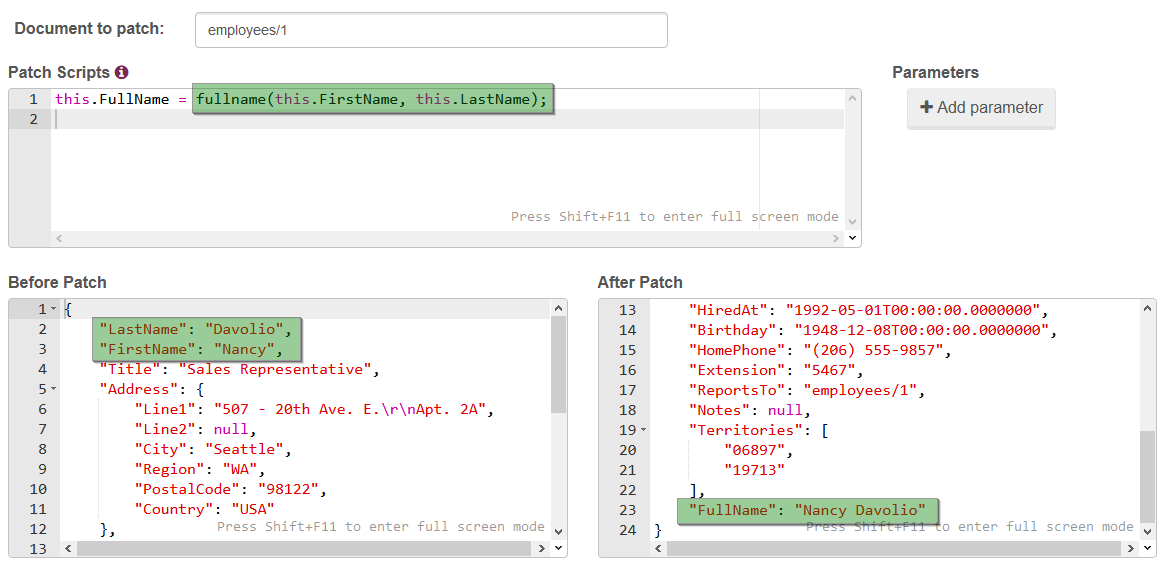 Document to patch: employees/1
Patch Scripts
Parameters
1 this.FullName = fullname(this.FirstName, this.LastName);
2
Add parameter
Press Shift+F11 to enter full screen mode
Before Patch
1 {
2 "LastName": "Davolio",
3 "FirstName": "Nancy",
4 "Title": "Sales Representative",
5 "Address": {
6 "Line1": "507 - 20th Ave. E.\r\nApt. 2A",
7 "Line2": null,
8 "City": "Seattle",
9 "Region": "WA",
10 "PostalCode": "98122",
11 "Country": "USA"
12 },
Press Shift+F11 to enter full screen mode
13
After Patch
13 "HiredAt": "1992-05-01T00:00:00.0000000",
14 "Birthday": "1948-12-08T00:00:00.0000000",
15 "HomePhone": "(206) 555-9857",
16 "Extension": "5467",
17 "ReportsTo": "employees/1",
18 "Notes": null,
19 "Territories": [
20 "06897",
21 "19713"
22 ],
23 "FullName": "Nancy Davolio"
Press Shift+F11 to enter full screen mode
24 }